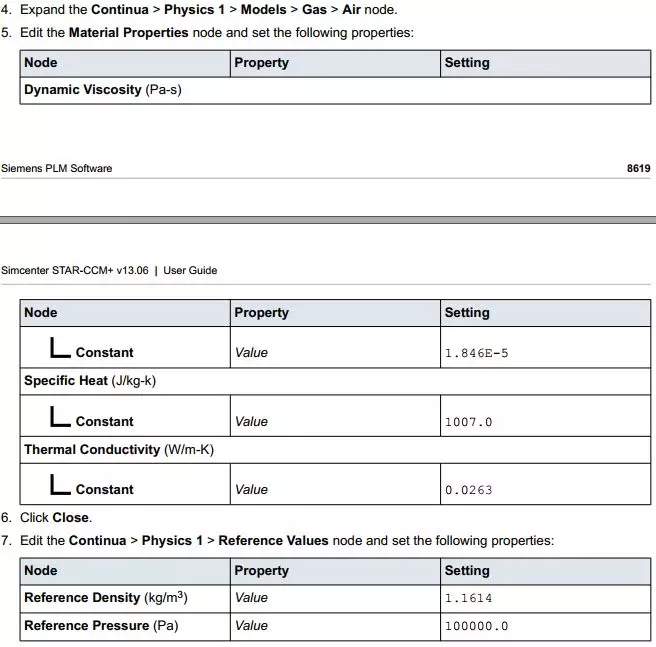 4. Expand the Continua > Physics 1 > Models > Gas > Air node.
5. Edit the Material Properties node and set the following properties:
Node Property Setting
Dynamic Viscosity (Pa-s)
Siemens PLM Software 8619
Simcenter STAR-CCM+ v13.06 | User Guide
Node Property Setting
Constant Value 1.846E-5
Specific Heat (J/kg-k)
Constant Value 1007.0
Thermal Conductivity (W/m-K)
Constant Value 0.0263
6. Click Close.
7. Edit the Continua > Physics 1 > Reference Values node and set the following properties:
Node Property Setting
Reference Density (kg/m³) Value 1.1614
Reference Pressure (Pa) Value 100000.0